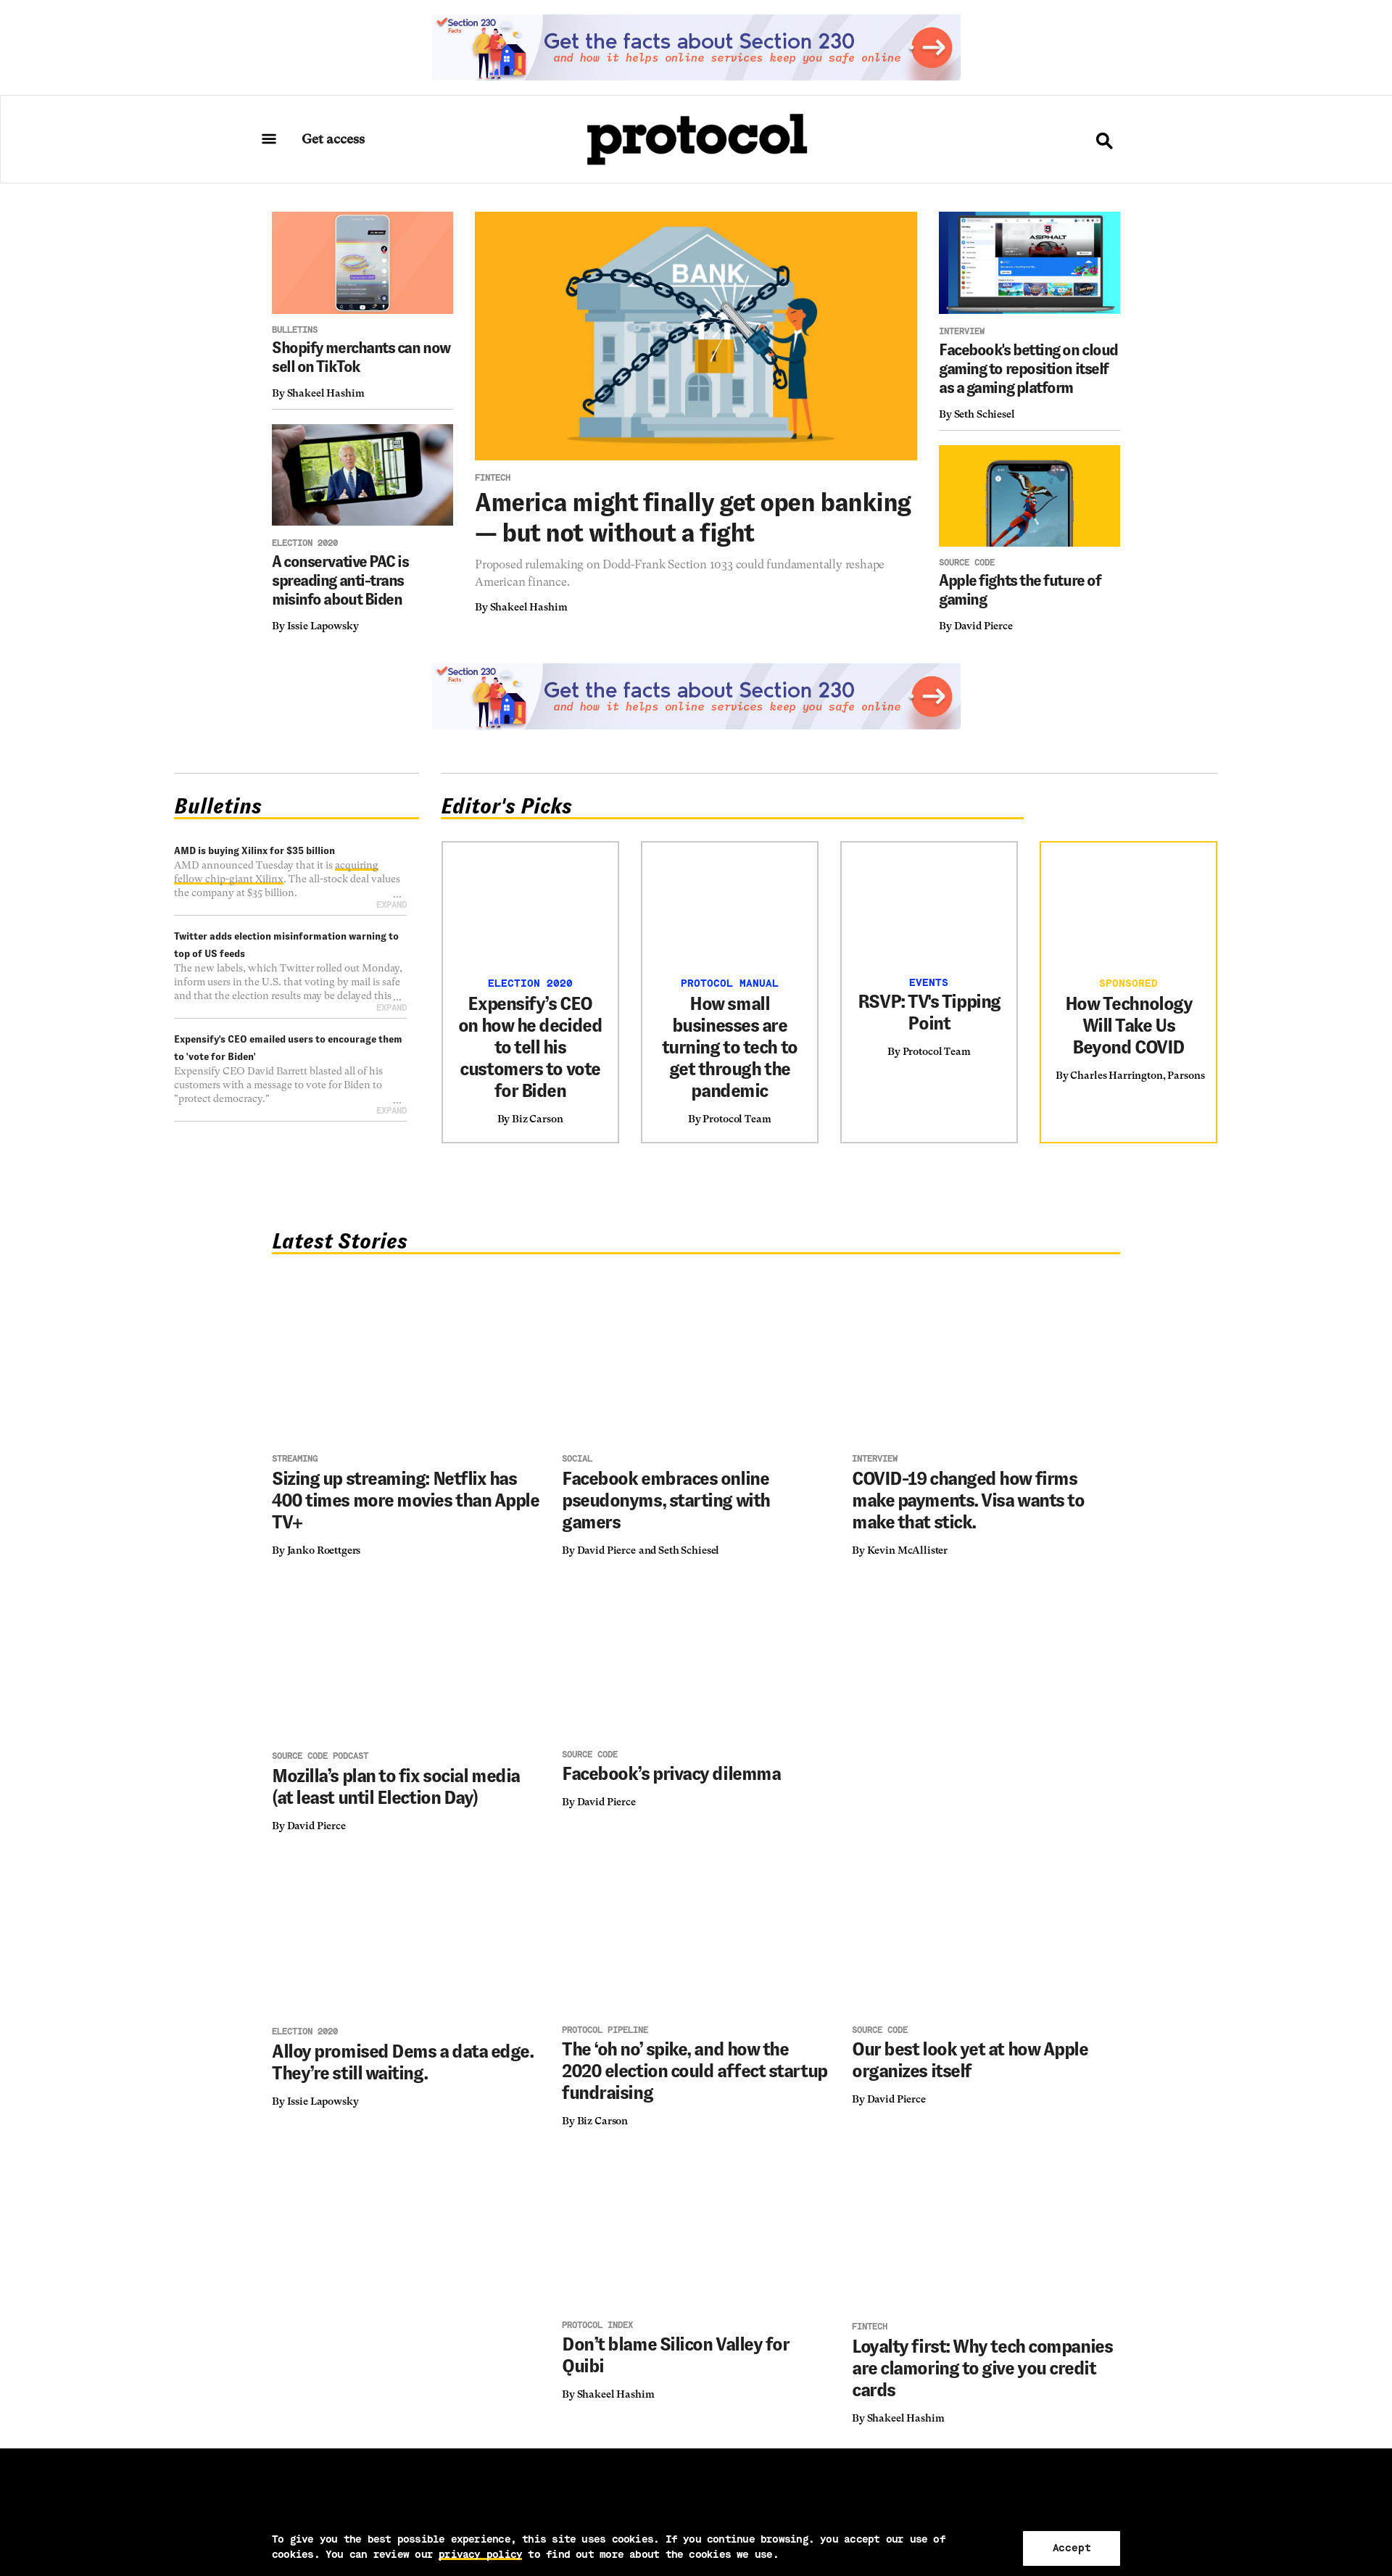 Section 230
Facts
Get the facts about Section 230
and how it helps online services keep you safe online
Get access
protocol
BULLETINS
Shopify merchants can now
sell on TikTok
By Shakeel Hashim
ELECTION 2020
A conservative PAC is
spreading anti-trans
misinfo about Biden
By Issie Lapowsky
BANK
FINTECH
America might finally get open banking
— but not without a fight
Proposed rulemaking on Dodd-Frank Section 1033 could fundamentally reshape
American finance.
By Shakeel Hashim
ASPHALT
INTERVIEW
Facebook's betting on cloud
gaming to reposition itself
as a gaming platform
By Seth Schiesel
SOURCE CODE
Apple fights the future of
gaming
By David Pierce
Section 230
Facts
Get the facts about Section 230
and how it helps online services keep you safe online
Bulletins
AMD is buying Xilinx for $35 billion
AMD announced Tuesday that it is acquiring
fellow chip-giant Xilinx. The all-stock deal values
the company at $35 billion.
...
EXPAND
Twitter adds election misinformation warning to
top of US feeds
The new labels, which Twitter rolled out Monday,
inform users in the U.S. that voting by mail is safe
and that the election results may be delayed this ...
EXPAND
Expensify's CEO emailed users to encourage them
to 'vote for Biden'
Expensify CEO David Barrett blasted all of his
customers with a message to vote for Biden to
"protect democracy."
...
EXPAND
Editor's Picks
ELECTION 2020
Expensify’s CEO
on how he decided
to tell his
customers to vote
for Biden
By Biz Carson
PROTOCOL MANUAL
How small
businesses are
turning to tech to
get through the
pandemic
By Protocol Team
EVENTS
RSVP: TV's Tipping
Point
By Protocol Team
SPONSORED
How Technology
Will Take Us
Beyond COVID
By Charles Harrington, Parsons
Latest Stories
STREAMING
Sizing up streaming: Netflix has
400 times more movies than Apple
TV+
By Janko Roettgers
SOCIAL
Facebook embraces online
pseudonyms, starting with
gamers
By David Pierce and Seth Schiesel
INTERVIEW
COVID-19 changed how firms
make payments. Visa wants to
make that stick.
By Kevin McAllister
SOURCE CODE PODCAST
Mozilla’s plan to fix social media
(at least until Election Day)
By David Pierce
SOURCE CODE
Facebook’s privacy dilemma
By David Pierce
ELECTION 2020
Alloy promised Dems a data edge.
They’re still waiting.
By Issie Lapowsky
PROTOCOL PIPELINE
The ‘oh no’ spike, and how the
2020 election could affect startup
fundraising
By Biz Carson
SOURCE CODE
Our best look yet at how Apple
organizes itself
By David Pierce
PROTOCOL INDEX
Don’t blame Silicon Valley for
Quibi
By Shakeel Hashim
FINTECH
Loyalty first: Why tech companies
are clamoring to give you credit
cards
By Shakeel Hashim
To give you the best possible experience, this site uses cookies. If you continue browsing. you accept our use of
cookies. You can review our privacy policy to find out more about the cookies we use.
Accept